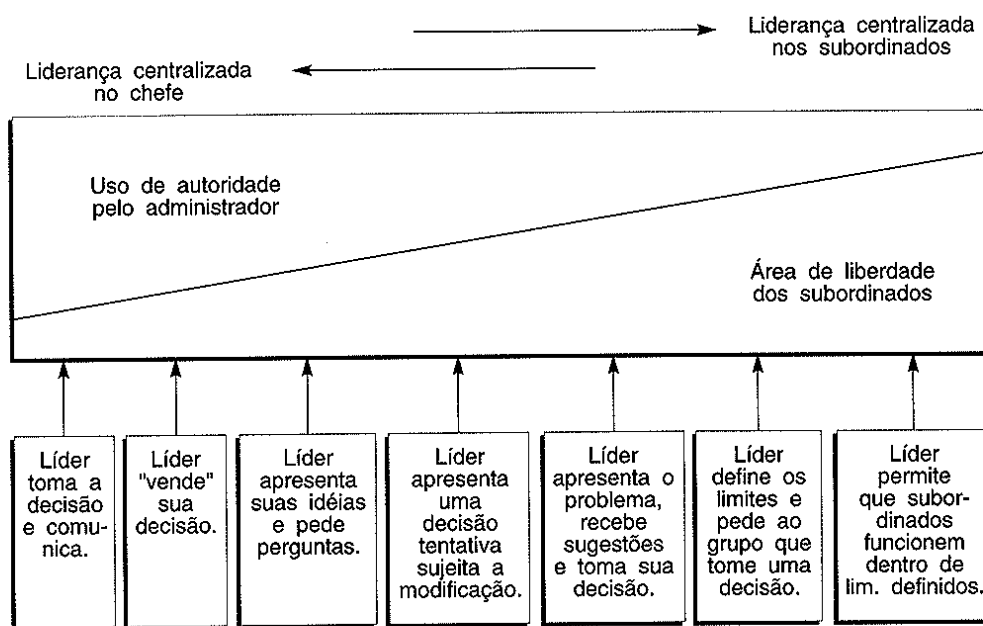 Liderança centralizada
nos subordinados
Liderança centralizada
no chefe
Uso de autoridade
pelo administrador
Área de liberdade
dos subordinados
Líder
toma a
decisão
e comu-
nica.
Líder
"vende"
sua
decisão.
Líder
apresenta
suas idéias
e pede
perguntas.
Líder
apresenta
uma
decisão
tentativa
sujeita a
modificação.
Líder
apresenta o
problema,
recebe
sugestões
e toma sua
decisão.
Líder
define os
limites e
pede ao
grupo que
tome uma
decisão.
Líder
permite
que subor-
dinados
funcionem
dentro de
lim. definidos.